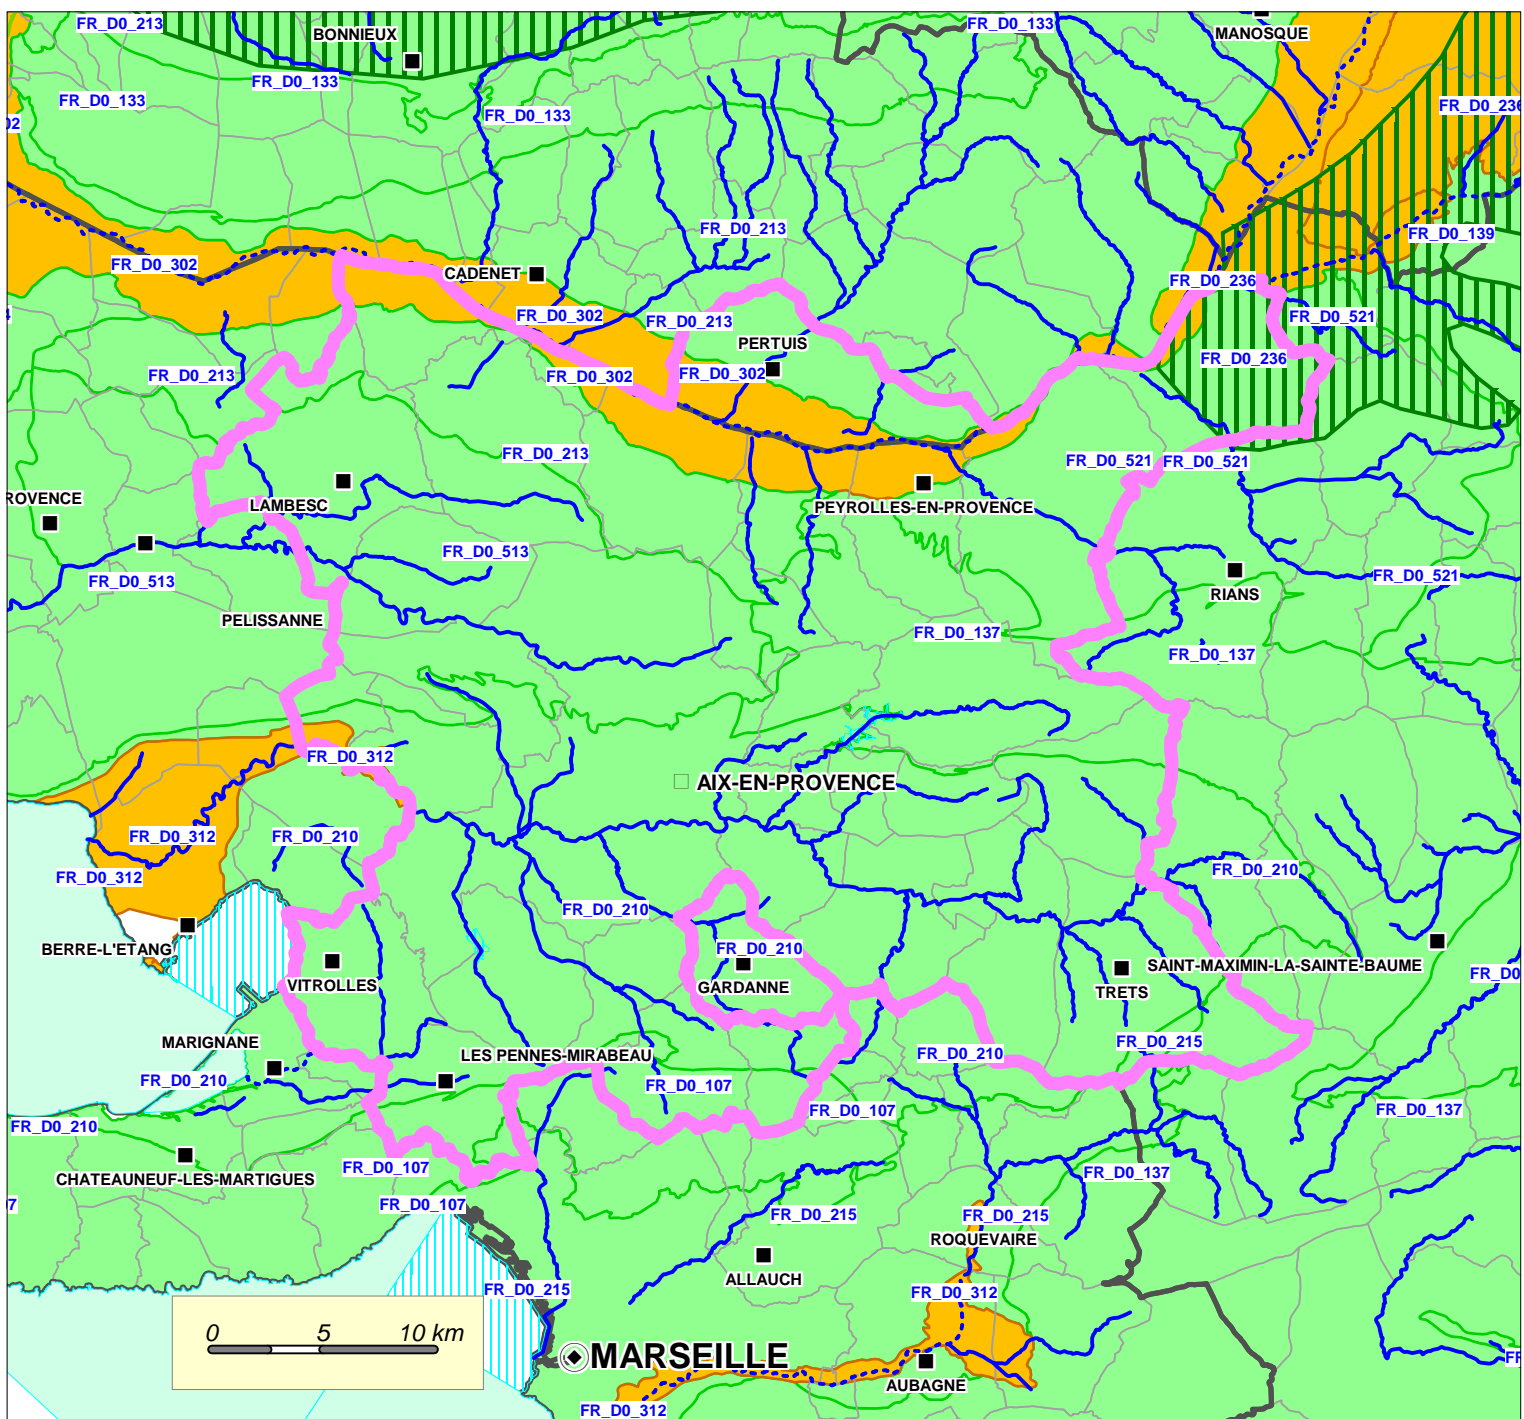 FR_D0_213
FR_D0_133
BONNIEUX
MANOSQUE
FR_D0_133
FR_D0_133
FR_D0_133
FR_D0_236
02
FR_D0_213
FR_D0_139
FR_D0_302
CADENET
FR_D0_236
FR_D0_302
FR_D0_213
FR_D0_521
PERTUIS
FR_D0_236
FR_D0_213
FR_D0_302
FR_D0_302
FR_D0_213
FR_D0_521
FR_D0_521
ROVENCE
LAMBESC
PEYROLLES-EN-PROVENCE
FR_D0_513
FR_D0_513
FR_D0_521
RIANS
PELISSANNE
FR_D0_137
FR_D0_137
FR_D0_312
AIX-EN-PROVENCE
FR_D0_312
FR_D0_210
FR_D0_312
FR_D0_210
FR_D0_210
BERRE-L'ETANG
FR_D0_210
SAINT-MAXIMIN-LA-SAINTE-BAUME
FR_D0
VITROLLES
GARDANNE
TRETS
MARIGNANE
LES PENNES-MIRABEAU
FR_D0_210
FR_D0_215
FR_D0_210
FR_D0_107
FR_D0_107
FR_D0_137
FR_D0_210
FR_D0_107
FR_D0_137
CHATEAUNEUF-LES-MARTIGUES
7
FR_D0_107
FR_D0_215
FR_D0_215
ROQUEVAIRE
ALLAUCH
FR_D0_215
FR_D0_312
0 5 10 km
MARSEILLE
AUBAGNE
FR_D0_312